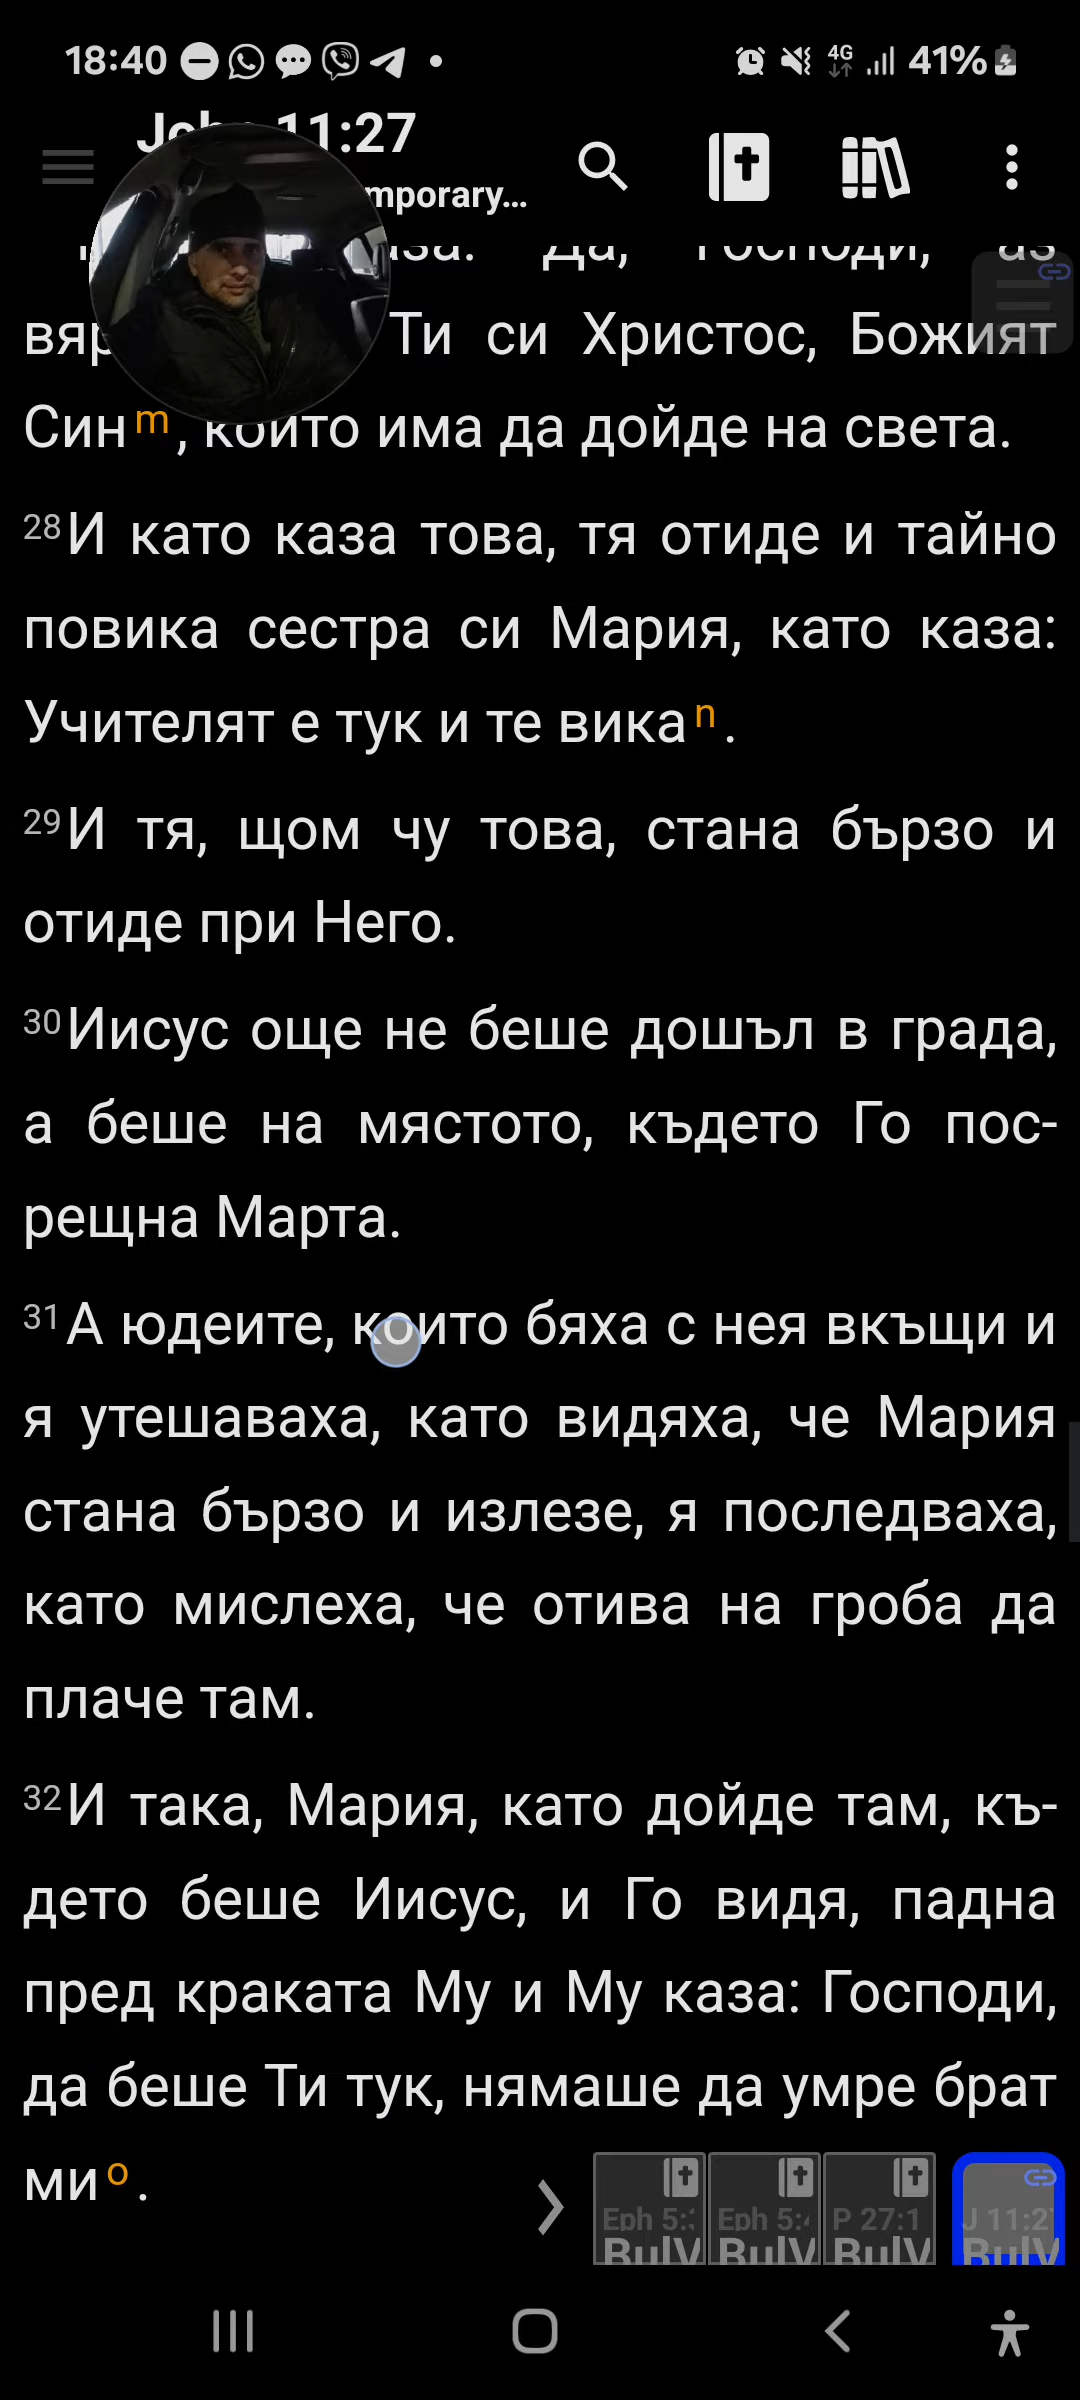 18:40 4G 41%
11:27
mporary...
Да, Господи, аз
Ти си Христос, Божият
Син m, който има да дойде на света.
28 И като каза това, тя отиде и тайно
повика сестра си Мария, като каза:
Учителят е тук и те вика n.
29 И тя, щом чу това, стана бързо и
отиде при Него.
30 Иисус още не беше дошъл в града,
а беше на мястото, където Го пос-
рещна Марта.
31 А юдеите, които бяха с нея вкъщи и
я утешаваха, като видяха, че Мария
стана бързо и излезе, я последваха,
като мислеха, че отива на гроба да
плаче там.
32 И така, Мария, като дойде там, къ-
дето беше Иисус, и Го видя, падна
пред краката Му и Му каза: Господи,
да беше Ти тук, нямаше да умре брат
ми o.
Eph 5: Eph 5: P 27:1 J 11:2
BulV BulV BulV BulV